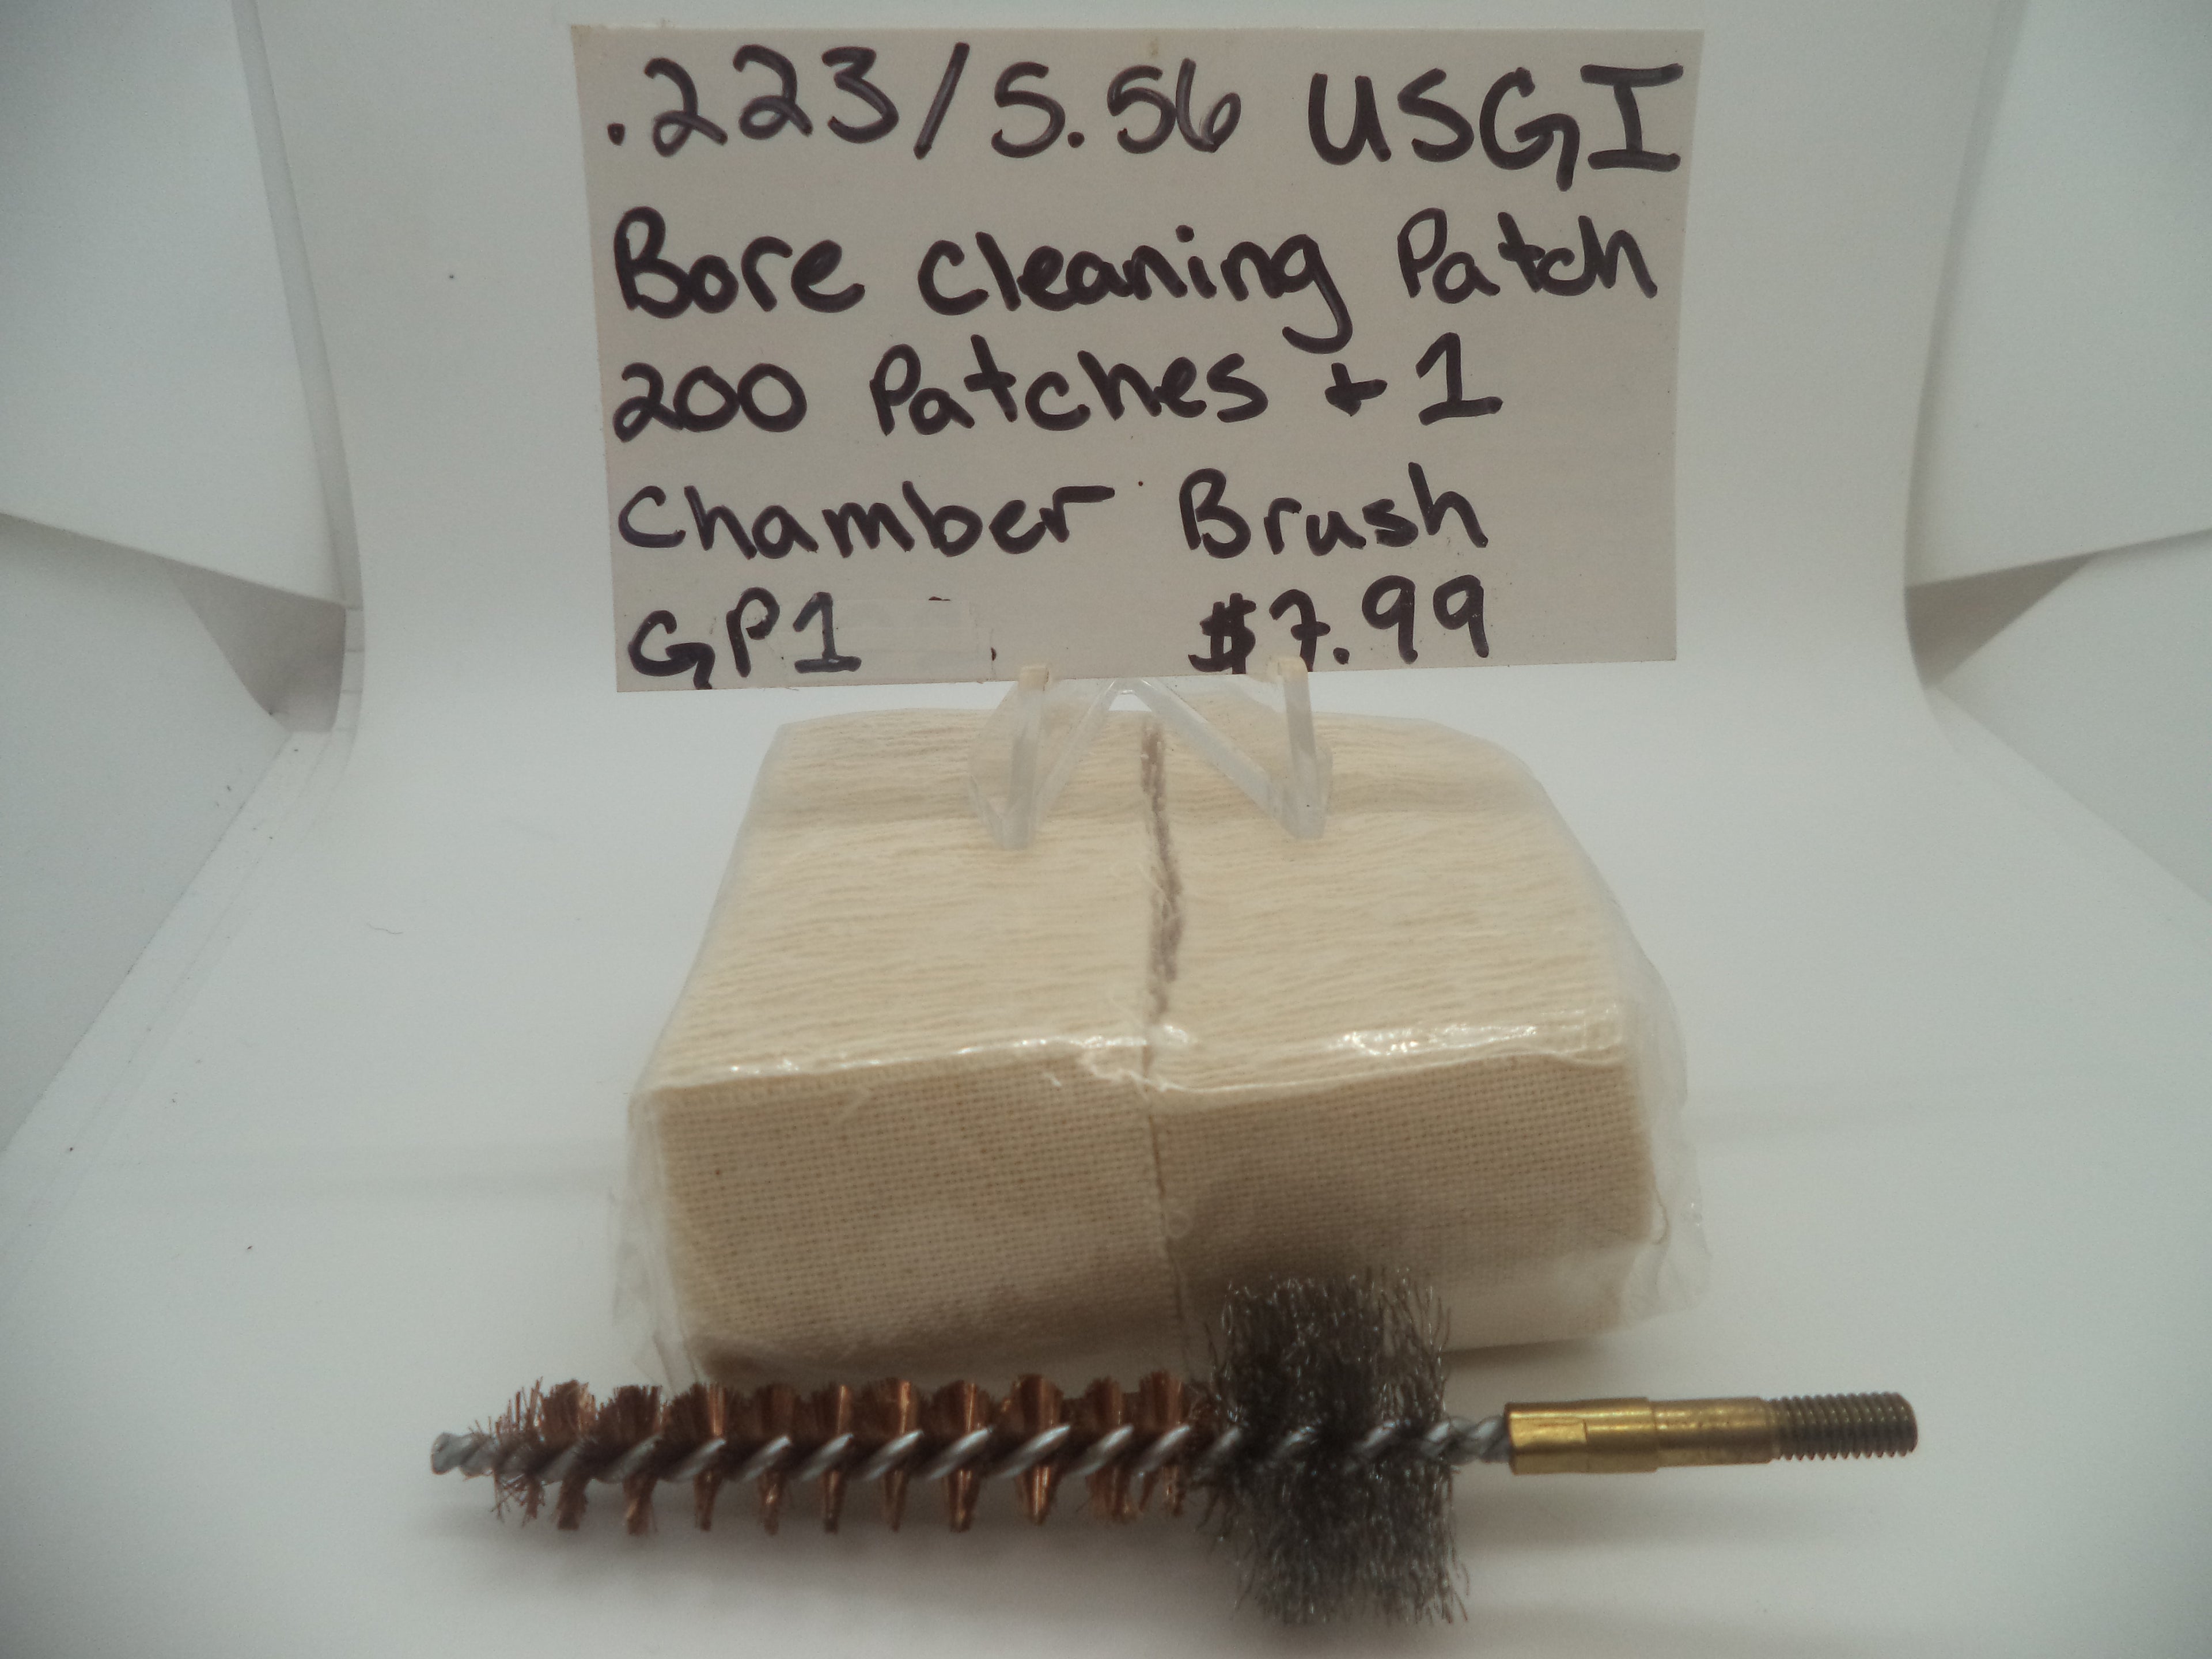 .223/5.56 USGI
Bore Cleaning Patch
200 Patches + 1
Chamber Brush
GP1 $7.99